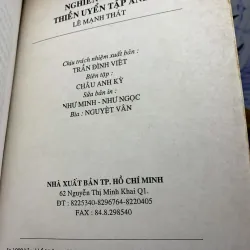 NGHIÊN
THIỀN UYỂN TẬP ANH
LÊ MẠNH THÁT
Chịu trách nhiệm xuất bản :
TRẦN ĐÌNH VIỆT
Biên tập :
CHÂU ANH KỲ
Sửa bản in :
NHƯ MINH - NHƯ NGỌC
Bìa : NGUYỆT VÂN
NHÀ XUẤT BẢN TP. HỒ CHÍ MINH
62 Nguyễn Thị Minh Khai Q1.
ĐT : 8225340-8296764-8220405
FAX : 84.8.298540